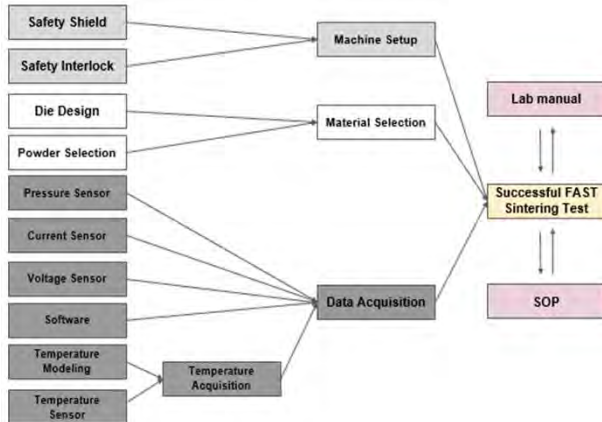 Safety Shield
Safety Interlock
Die Design
Powder Selection
Pressure Sensor
Current Sensor
Voltage Sensor
Software
Temperature
Modeling
Temperature
Sensor
Temperature
Acquisition
Machine Setup
Material Selection
Data Acquisition
Lab manual
Successful FAST
Sintering Test
SOP